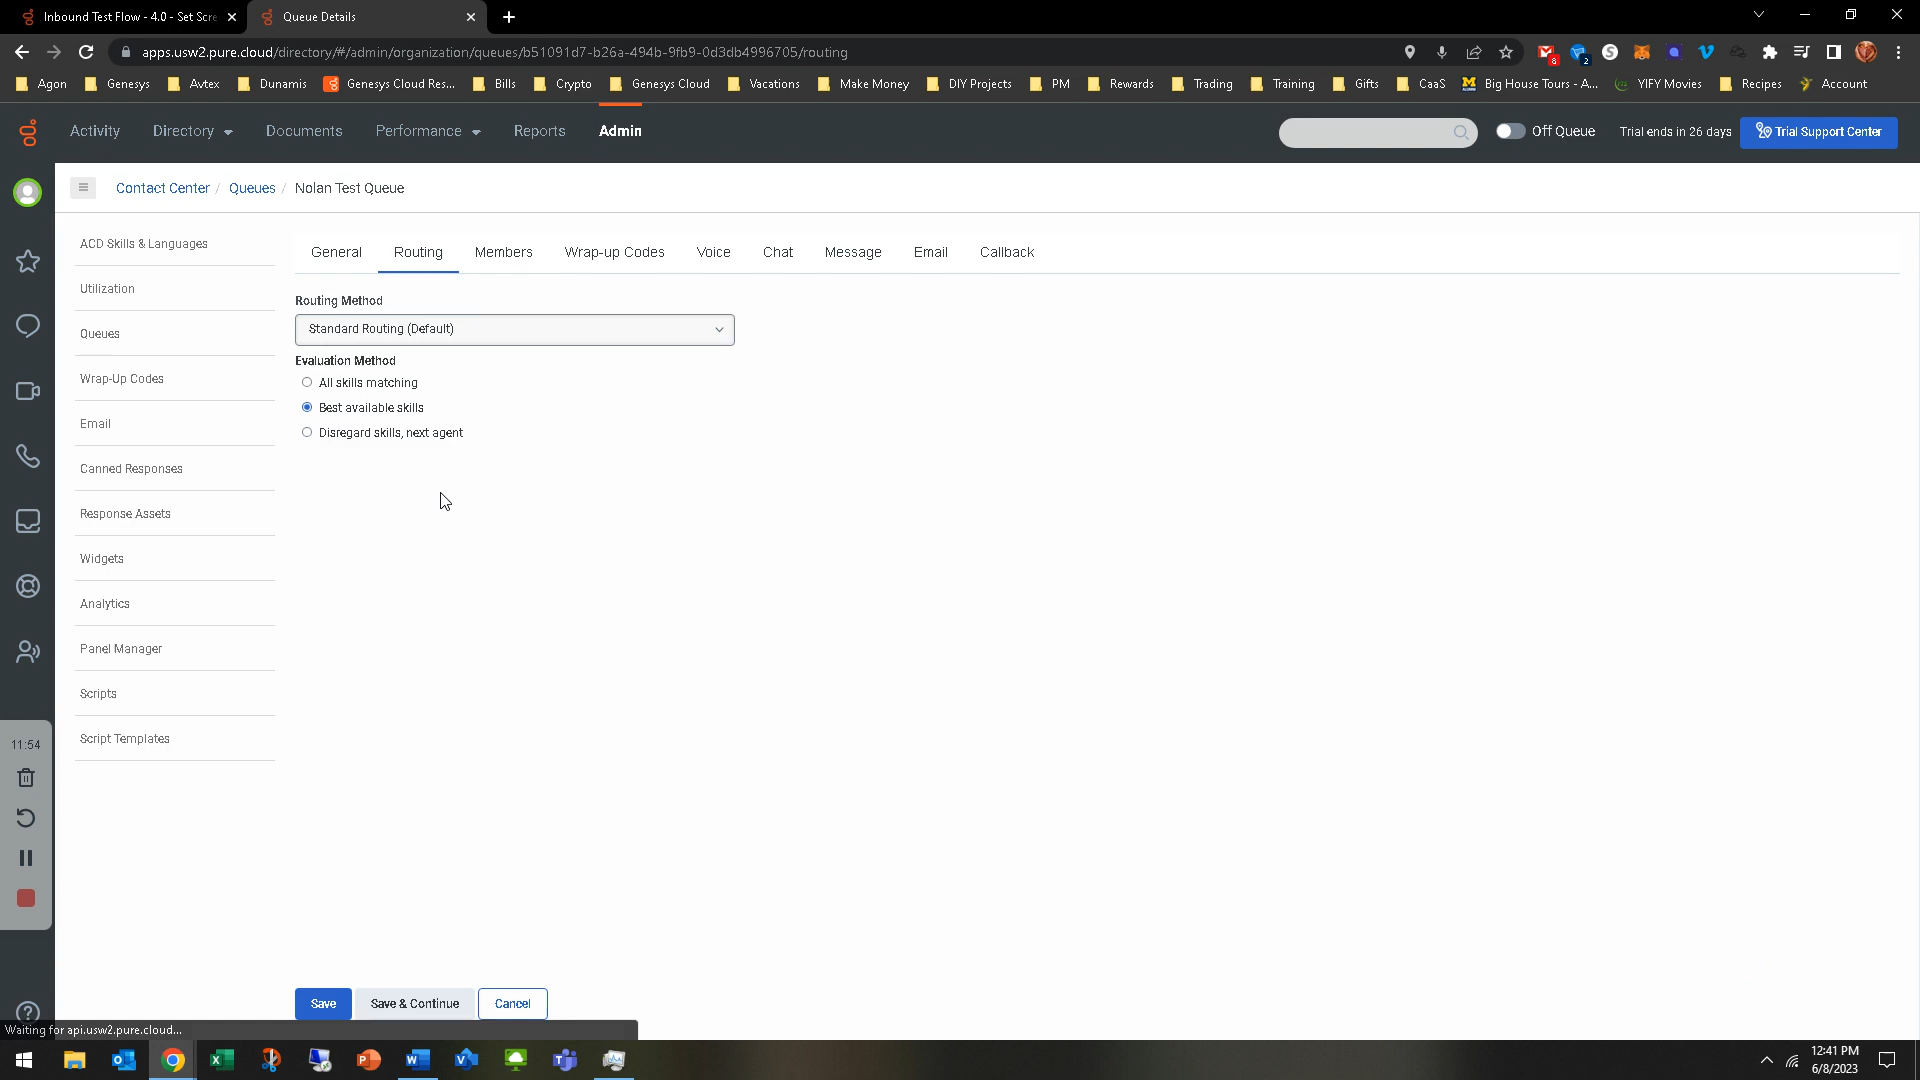 Inbound Test Flow - 4.0 - Set Scre
Queue Details
apps.usw2.pure.cloud/directory/#/admin/organization/queues/b51091d7-b26a-494b-9fb9-0d3db4996705/routing
8
2
Agon
Genesys
Avtex
Dunamis
Genesys Cloud Res...
Bills
Crypto
Genesys Cloud
Vacations
Make Money
DIY Projects
PM
Rewards
Trading
Training
Gifts
CaaS
Big House Tours - A...
YIFY Movies
Recipes
Account
Activity
Directory
Documents
Performance
Reports
Admin
Off Queue
Trial ends in 26 days
Trial Support Center
Contact Center / Queues / Nolan Test Queue
ACD Skills & Languages
Utilization
Queues
Wrap-Up Codes
Email
Canned Responses
Response Assets
Widgets
Analytics
Panel Manager
Scripts
Script Templates
General
Routing
Members
Wrap-up Codes
Voice
Chat
Message
Email
Callback
Routing Method
Standard Routing (Default)
Evaluation Method
All skills matching
Best available skills
Disregard skills, next agent
11:54
Save
Save & Continue
Cancel
Waiting for api.usw2.pure.cloud...
12:41 PM
6/8/2023